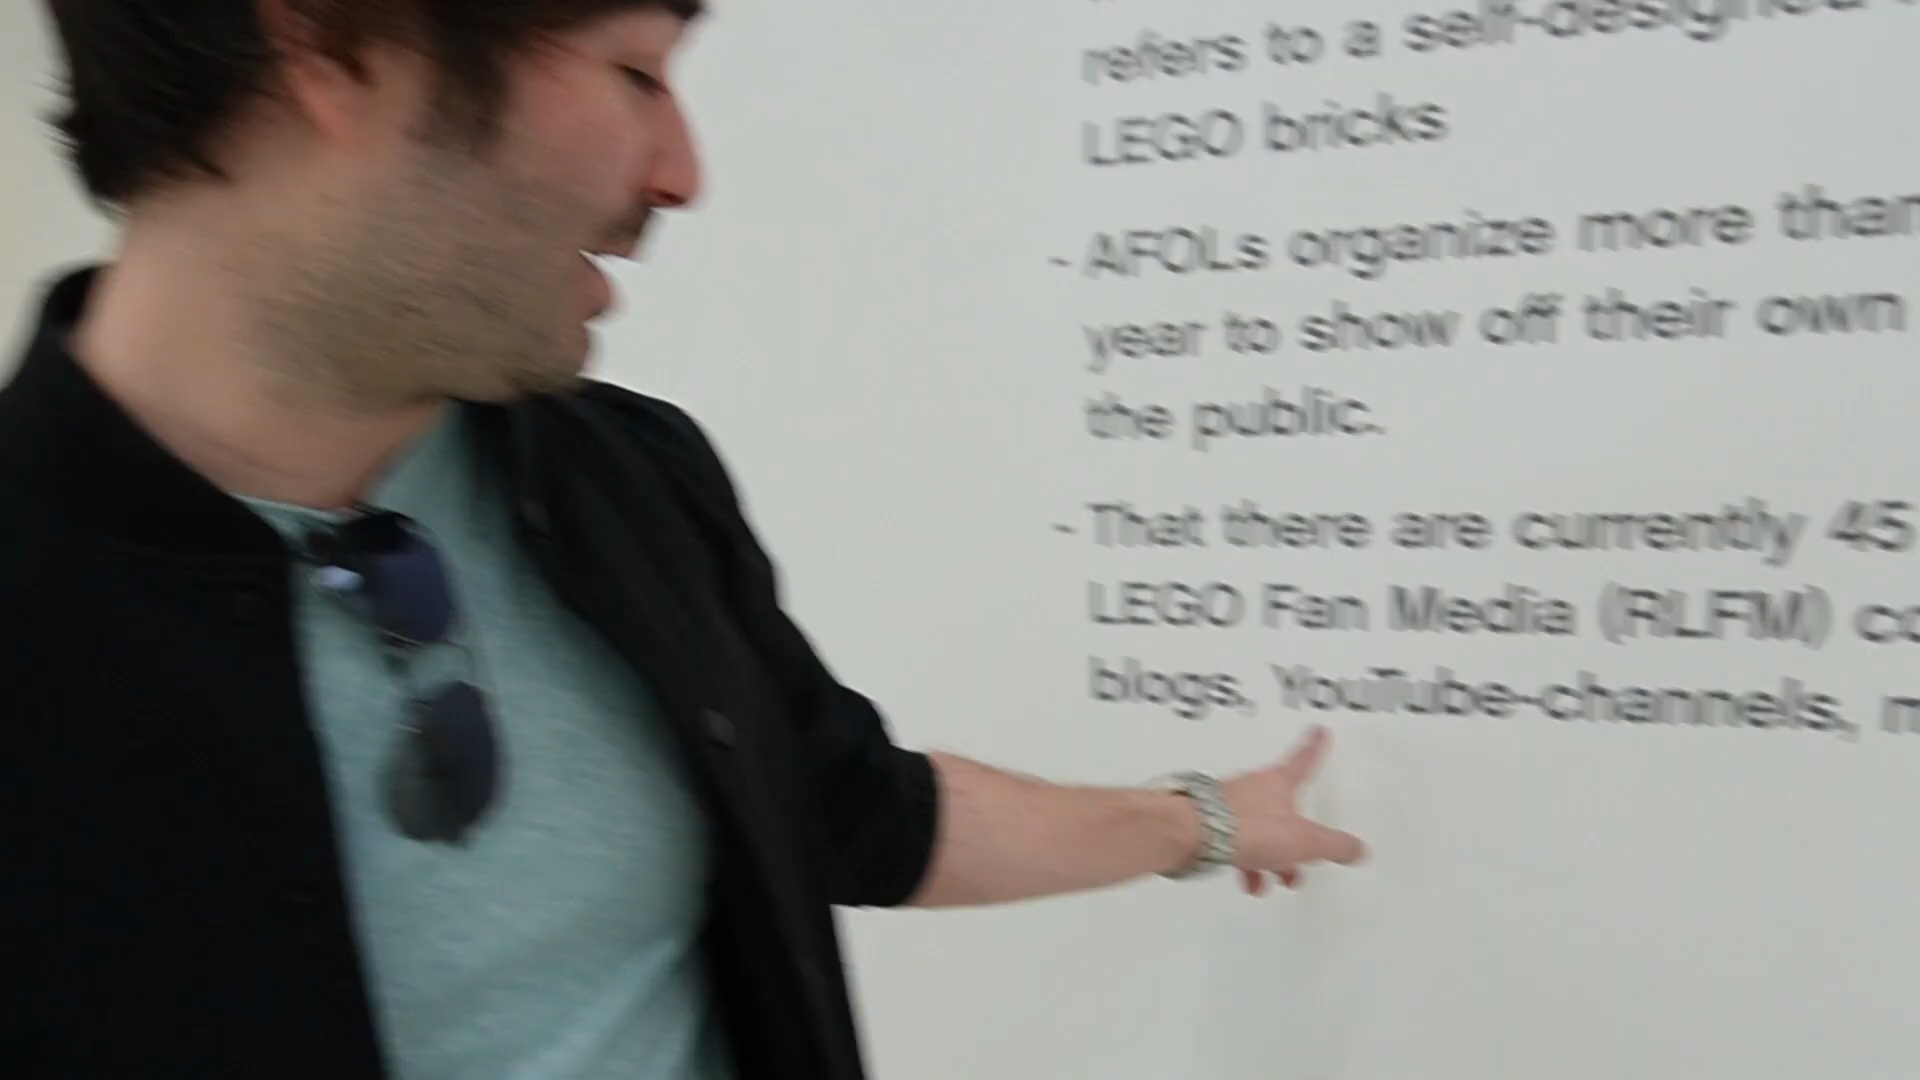 refers to a self-designed
LEGO bricks
- AFOLs organize more than
year to show off their own
the public.
- That there are currently 45
LEGO Fan Media (RLFM)
blogs, YouTube-channels,